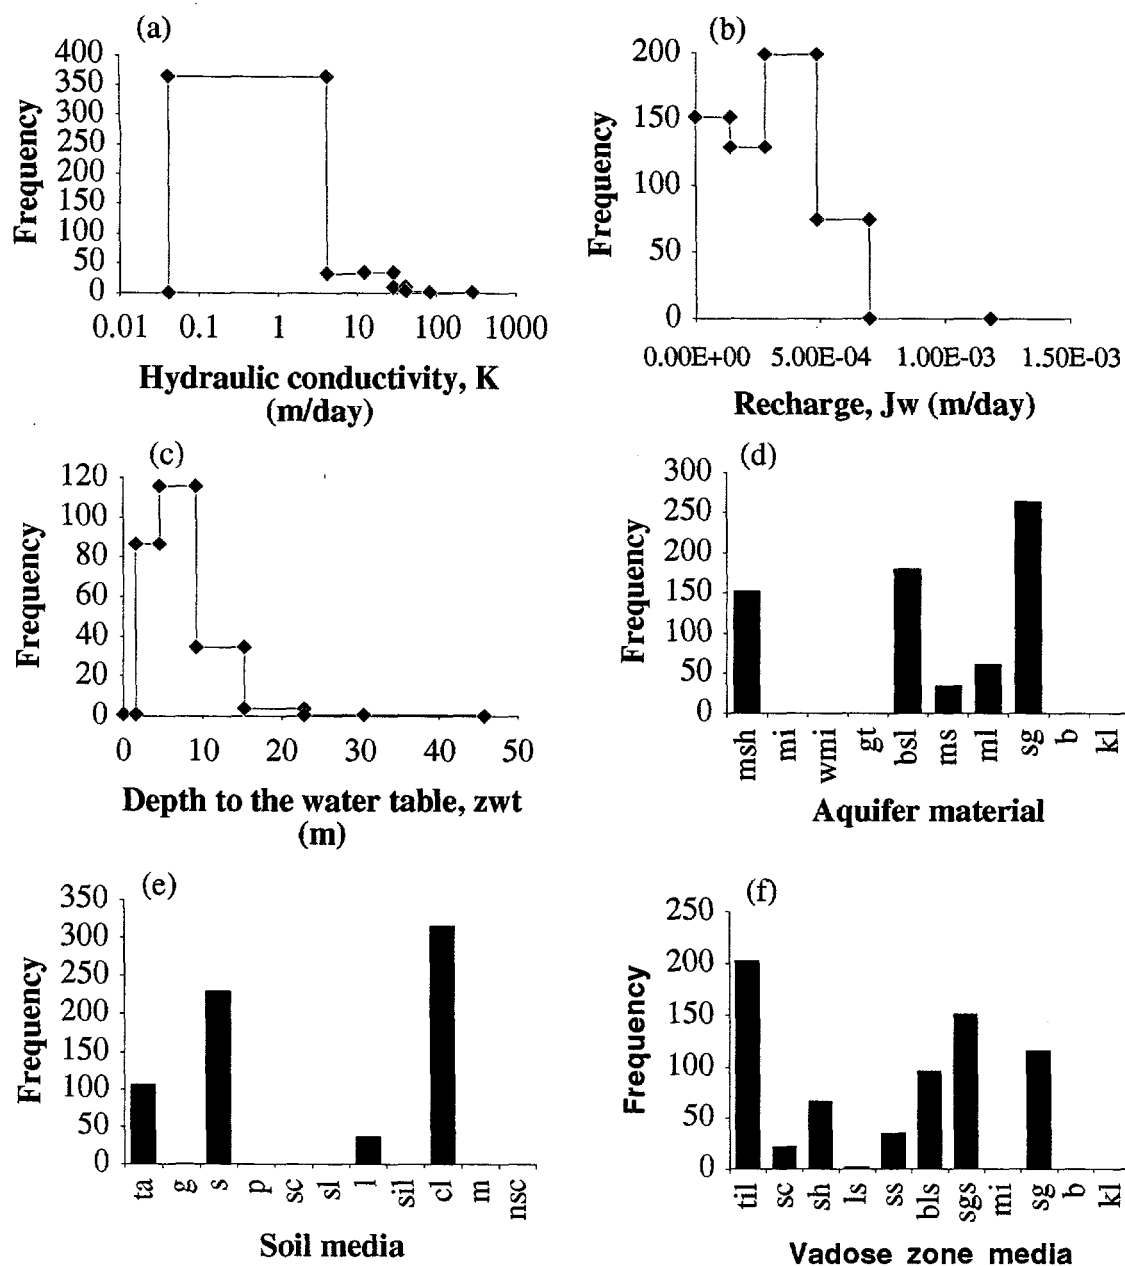 (a)
400
350
300
250
200
150
100
50
0
Frequency
0.01 0.1 1 10 100 1000
Hydraulic conductivity, K
(m/day)
(b)
200
150
100
50
0
Frequency
0.00E+00 5.00E-04 1.00E-03 1.50E-03
Recharge, Jw (m/day)
(c)
120
100
80
60
40
20
0
Frequency
0 10 20 30 40 50
Depth to the water table, zwt
(m)
(d)
300
250
200
150
100
50
0
Frequency
msh mi wmi gt bsl ms ml sg b kl
Aquifer material
(e)
350
300
250
200
150
100
50
0
Frequency
ta g s p sc sl l sil cl m nsc
Soil media
(f)
250
200
150
100
50
0
Frequency
til sc sh ls ss bls sgs mi sg b kl
Vadose zone media